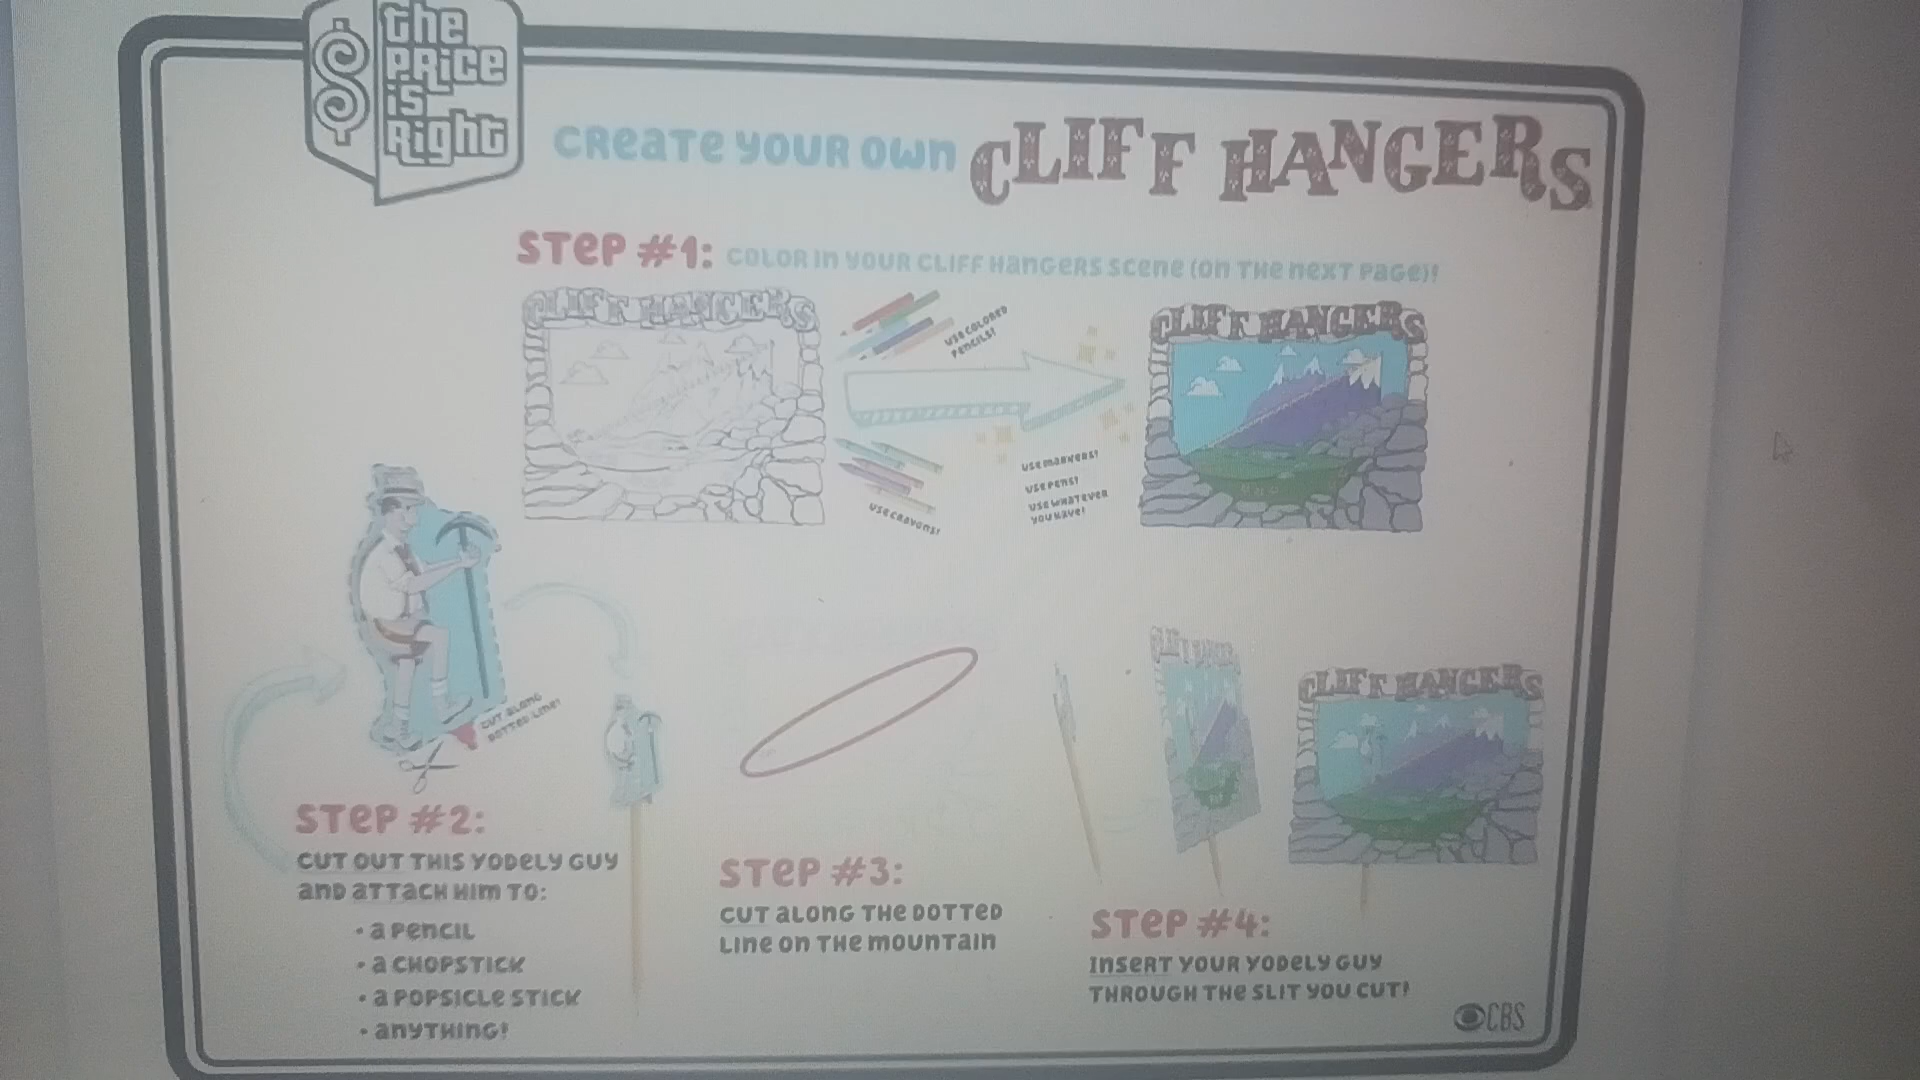 the
PRice
is
Right
CReate YOUR OWN CLIFF HANGERS
STeP #1: COLOR in YOUR CLIFF HanGeRS SCene (On THe nexT PaGe)!
CLIFF HANGERS
USe COLOReD
PenCILS!
CLIFF HANGERS
USe CRaYOnS!
USe maRKeRS!
USe PenS!
USe WHaTeVeR
YOU Have!
CUT aLOnG
DOTTeD Line!
STeP #2:
CUT OUT THIS YODeLY GUY
anD aTTaCH Him TO:
• a PenCIL
• a CHOPSTICK
• a POPSICLe STICK
• anYTHinG!
STeP #3:
CUT aLOnG THe DOTTeD
Line On THe mOUnTain
CLIFF HANGERS
CLIFF HANGERS
STeP #4:
inSeRT YOUR YODeLY GUY
THROUGH THe SLiT YOU CUT!
CBS